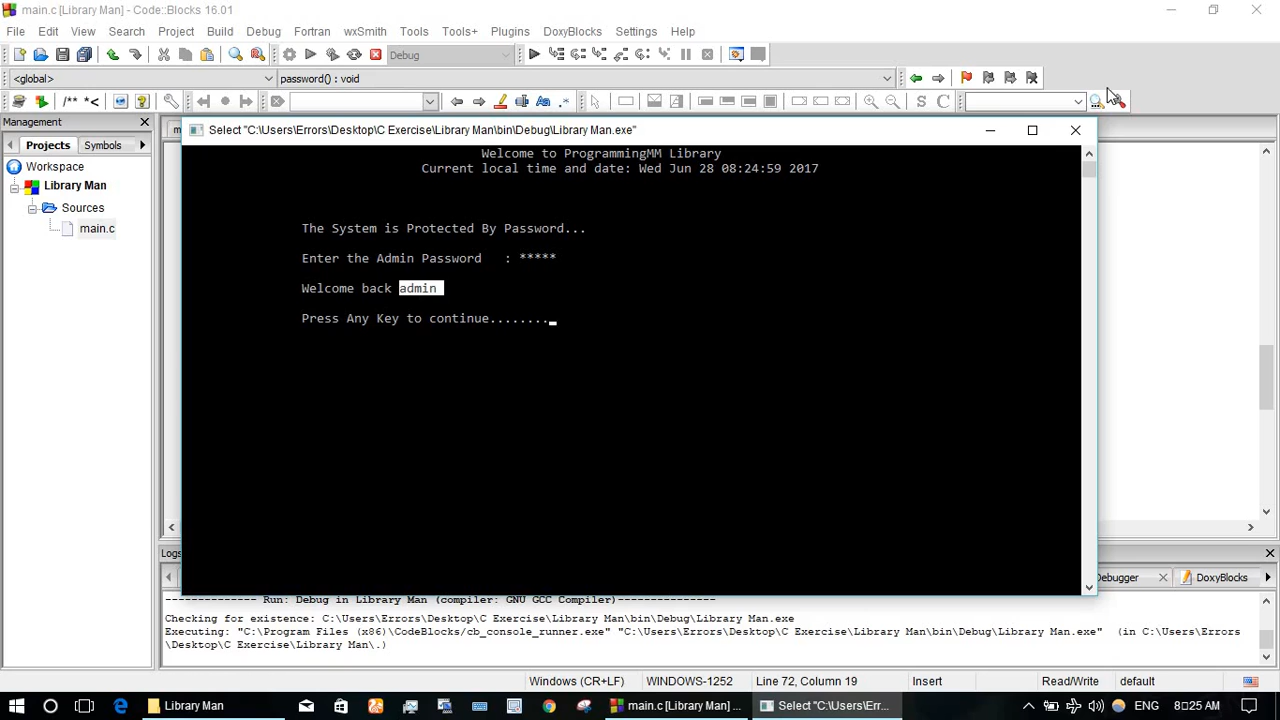 main.c [Library Man] - Code::Blocks 16.01
File Edit View Search Project Build Debug Fortran wxSmith Tools Tools+ Plugins DoxyBlocks Settings Help
Debug
<global> password() : void
/** *<
S C
Management
Projects Symbols
Workspace
Library Man
Sources
main.c
Select "C:\Users\Errors\Desktop\C Exercise\Library Man\bin\Debug\Library Man.exe"
Welcome to ProgrammingMM Library
Current local time and date: Wed Jun 28 08:24:59 2017
The System is Protected By Password...
Enter the Admin Password : *****
Welcome back admin
Press Any Key to continue........_
Logs
Debugger DoxyBlocks
-------------- Run: Debug in Library Man (compiler: GNU GCC Compiler)---------------
Checking for existence: C:\Users\Errors\Desktop\C Exercise\Library Man\bin\Debug\Library Man.exe
Executing: "C:\Program Files (x86)\CodeBlocks/cb_console_runner.exe" "C:\Users\Errors\Desktop\C Exercise\Library Man\bin\Debug\Library Man.exe"  (in C:\Users\Errors
\Desktop\C Exercise\Library Man\.)
Windows (CR+LF) WINDOWS-1252 Line 72, Column 19 Insert Read/Write default
Library Man main.c [Library Man] ... Select "C:\Users\Err... ENG 8:25 AM